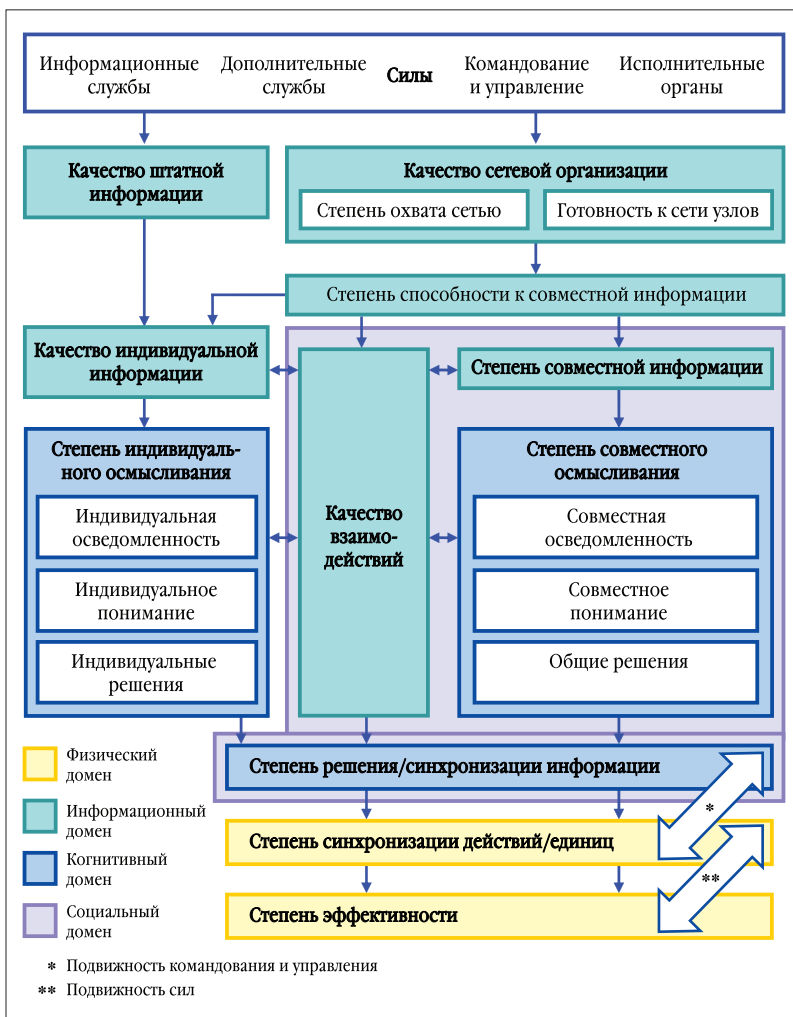 Информационные
службы
Дополнительные
службы
Силы
Командование
и управление
Исполнительные
органы
Качество штатной
информации
Качество сетевой организации
Степень охвата сетью
Готовность к сети узлов
Степень способности к совместной информации
Качество индивидуальной
информации
Степень совместной информации
Степень индивидуаль-
ного осмысливания
Индивидуальная
осведомленность
Индивидуальное
понимание
Индивидуальные
решения
Качество
взаимо-
действий
Степень совместного
осмысливания
Совместная
осведомленность
Совместное
понимание
Общие решения
Степень решения/синхронизации информации
*
Степень синхронизации действий/единиц
**
Степень эффективности
Физический
домен
Информационный
домен
Когнитивный
домен
Социальный
домен
* Подвижность командования и управления
** Подвижность сил